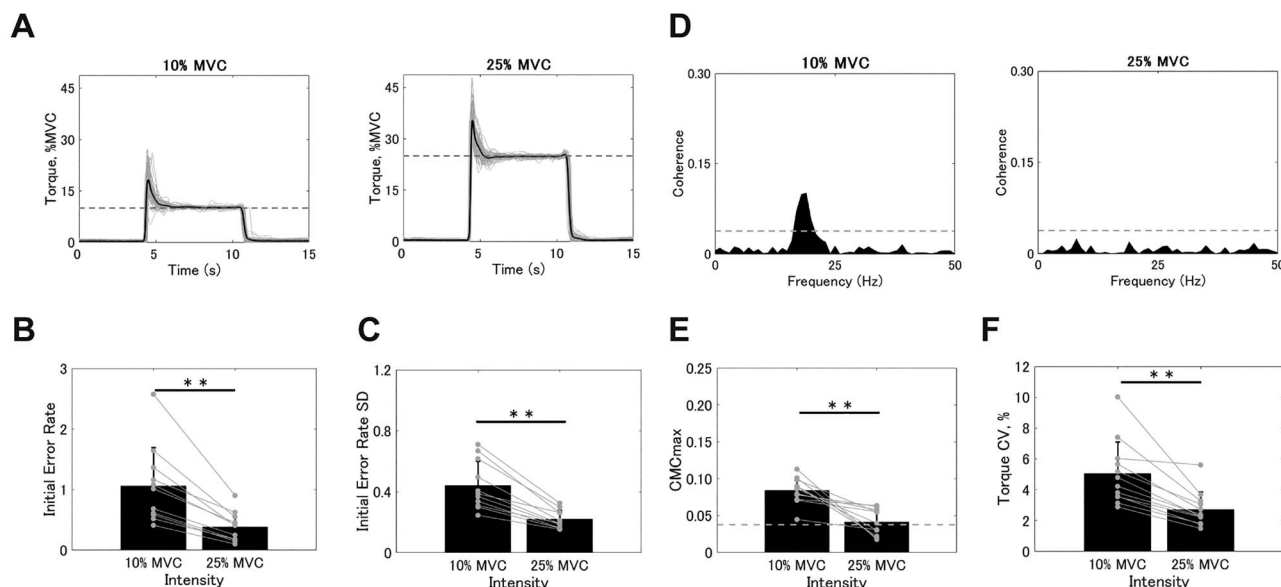 A
10% MVC
Torque, %MVC
45
30
15
0
0 5 10 15
Time (s)
25% MVC
Torque, %MVC
45
30
15
0
0 5 10 15
Time (s)
D
10% MVC
Coherence
0.30
0.15
0.00
0 25 50
Frequency (Hz)
25% MVC
Coherence
0.30
0.15
0.00
0 25 50
Frequency (Hz)
B
Initial Error Rate
3
2
1
0
**
10% MVC 25% MVC
Intensity
C
Initial Error Rate SD
1.2
0.8
0.4
0
**
10% MVC 25% MVC
Intensity
E
CMCmax
0.25
0.20
0.15
0.10
0.05
0.00
**
10% MVC 25% MVC
Intensity
F
Torque CV, %
12
10
8
6
4
2
0
**
10% MVC 25% MVC
Intensity